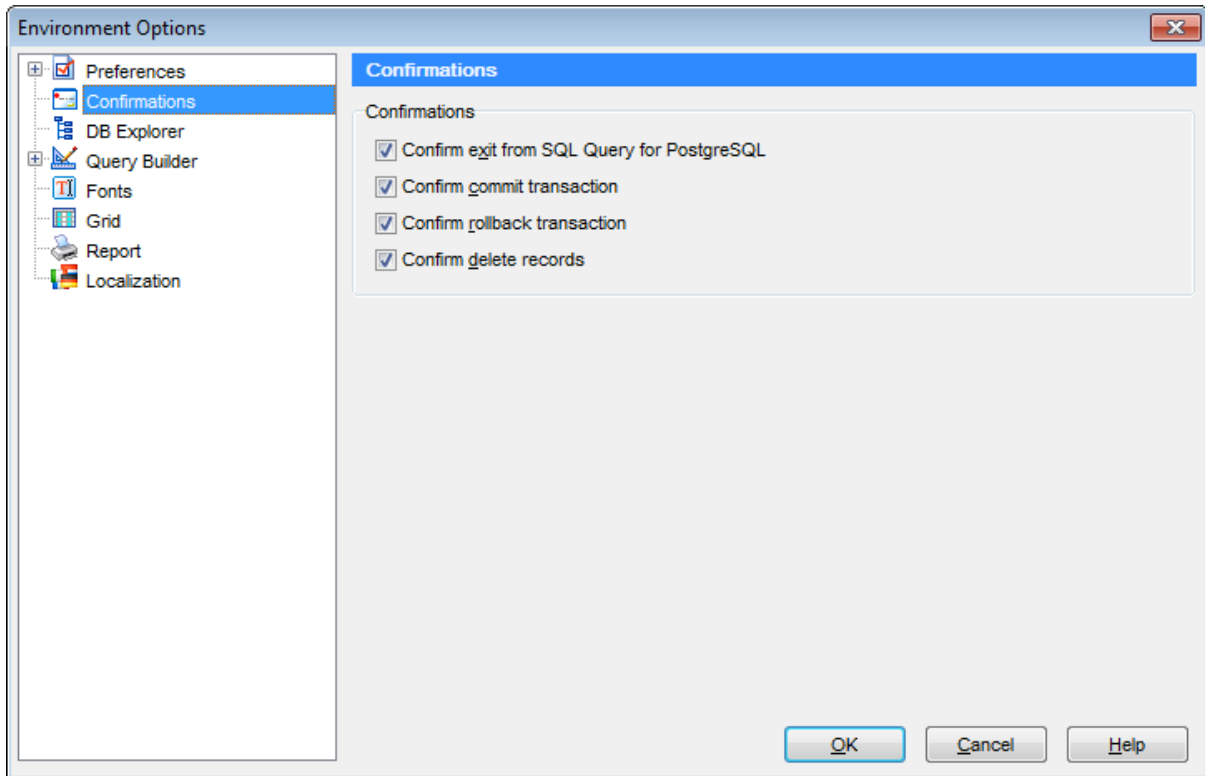 Environment Options
Preferences
Confirmations
DB Explorer
Query Builder
Fonts
Grid
Report
Localization
Confirmations
Confirmations
Confirm exit from SQL Query for PostgreSQL
Confirm commit transaction
Confirm rollback transaction
Confirm delete records
OK Cancel Help